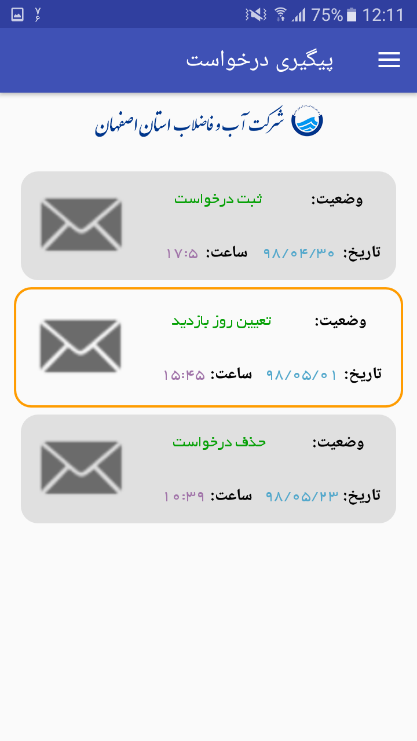 75% 12:11
پیگیری درخواست
شرکت آب و فاضلاب استان اصفهان
وضعیت: ثبت درخواست
تاریخ: ۹۸/۰۴/۳۰ ساعت: ۱۷:۵
وضعیت: تعیین روز بازدید
تاریخ: ۹۸/۰۵/۰۱ ساعت: ۱۵:۴۵
وضعیت: حذف درخواست
تاریخ: ۹۸/۰۵/۲۳ ساعت: ۱۰:۳۹